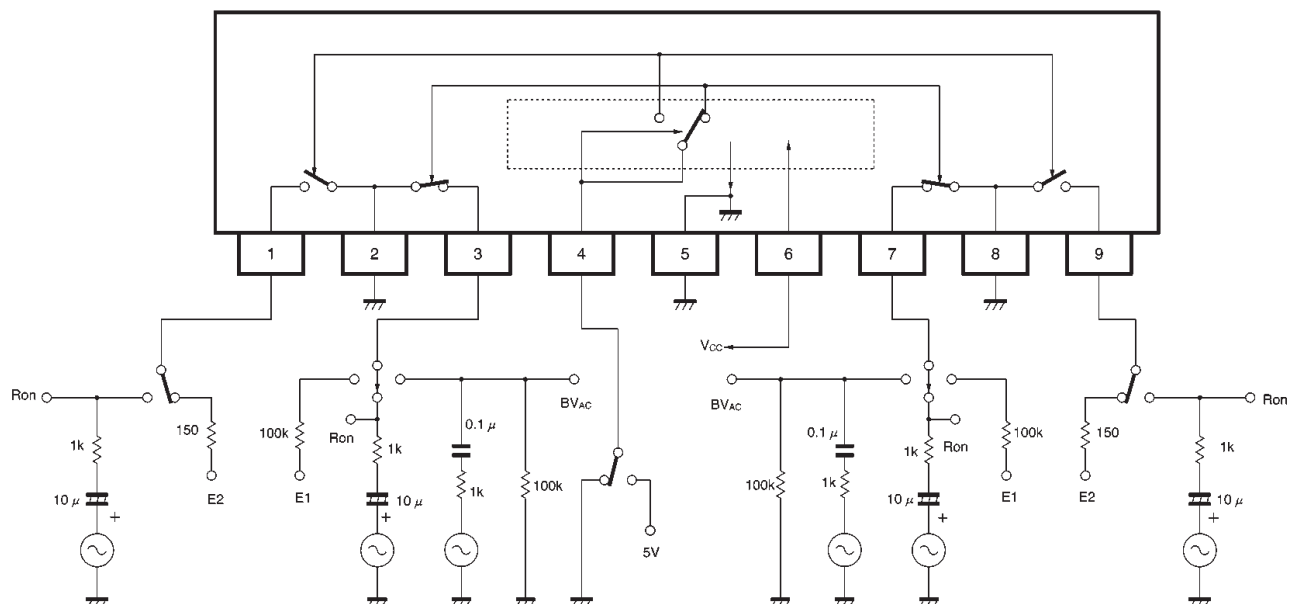 1 2 3 4 5 6 7 8 9
VCC
Ron
BVAC
BVAC
Ron
150
0.1 μ
0.1 μ
150
1k
100k
Ron
1k
1k
Ron
100k
1k
10 μ
E2
E1
10 μ
1k
100k
100k
1k
10 μ
E1
E2
10 μ
+
+
+
+
5V